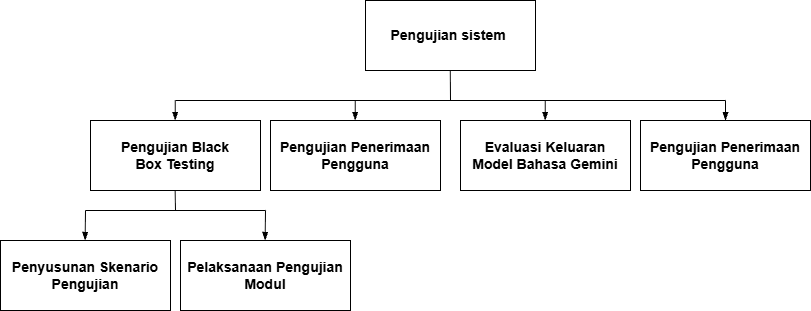 Pengujian sistem
Pengujian Black
Box Testing
Pengujian Penerimaan
Pengguna
Evaluasi Keluaran
Model Bahasa Gemini
Pengujian Penerimaan
Pengguna
Penyusunan Skenario
Pengujian
Pelaksanaan Pengujian
Modul